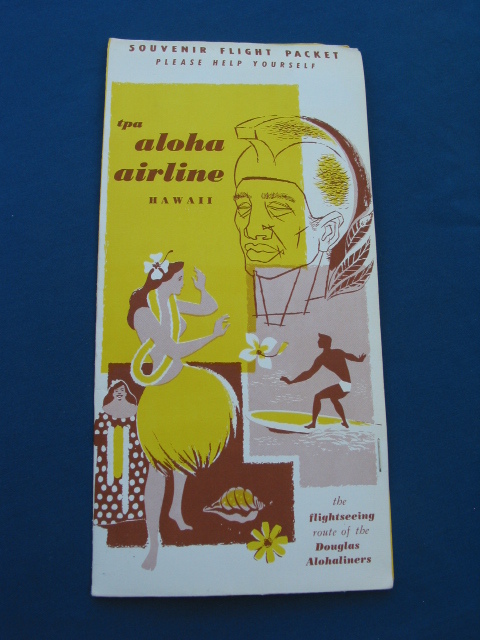 SOUVENIR FLIGHT PACKET
PLEASE HELP YOURSELF
tpa
aloha
airline
HAWAII
the
flightseeing
route of the
Douglas
Alohaliners